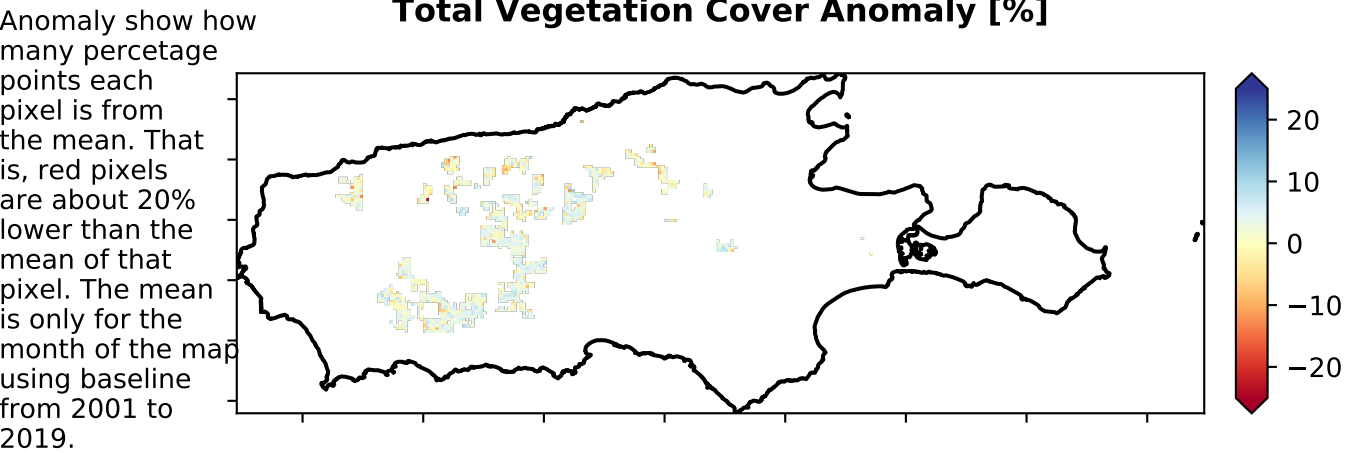 Total Vegetation Cover Anomaly [%]
Anomaly show how
many percetage
points each
pixel is from
the mean. That
is, red pixels
are about 20%
lower than the
mean of that
pixel. The mean
is only for the
month of the map
using baseline
from 2001 to
2019.
20
10
0
−10
−20